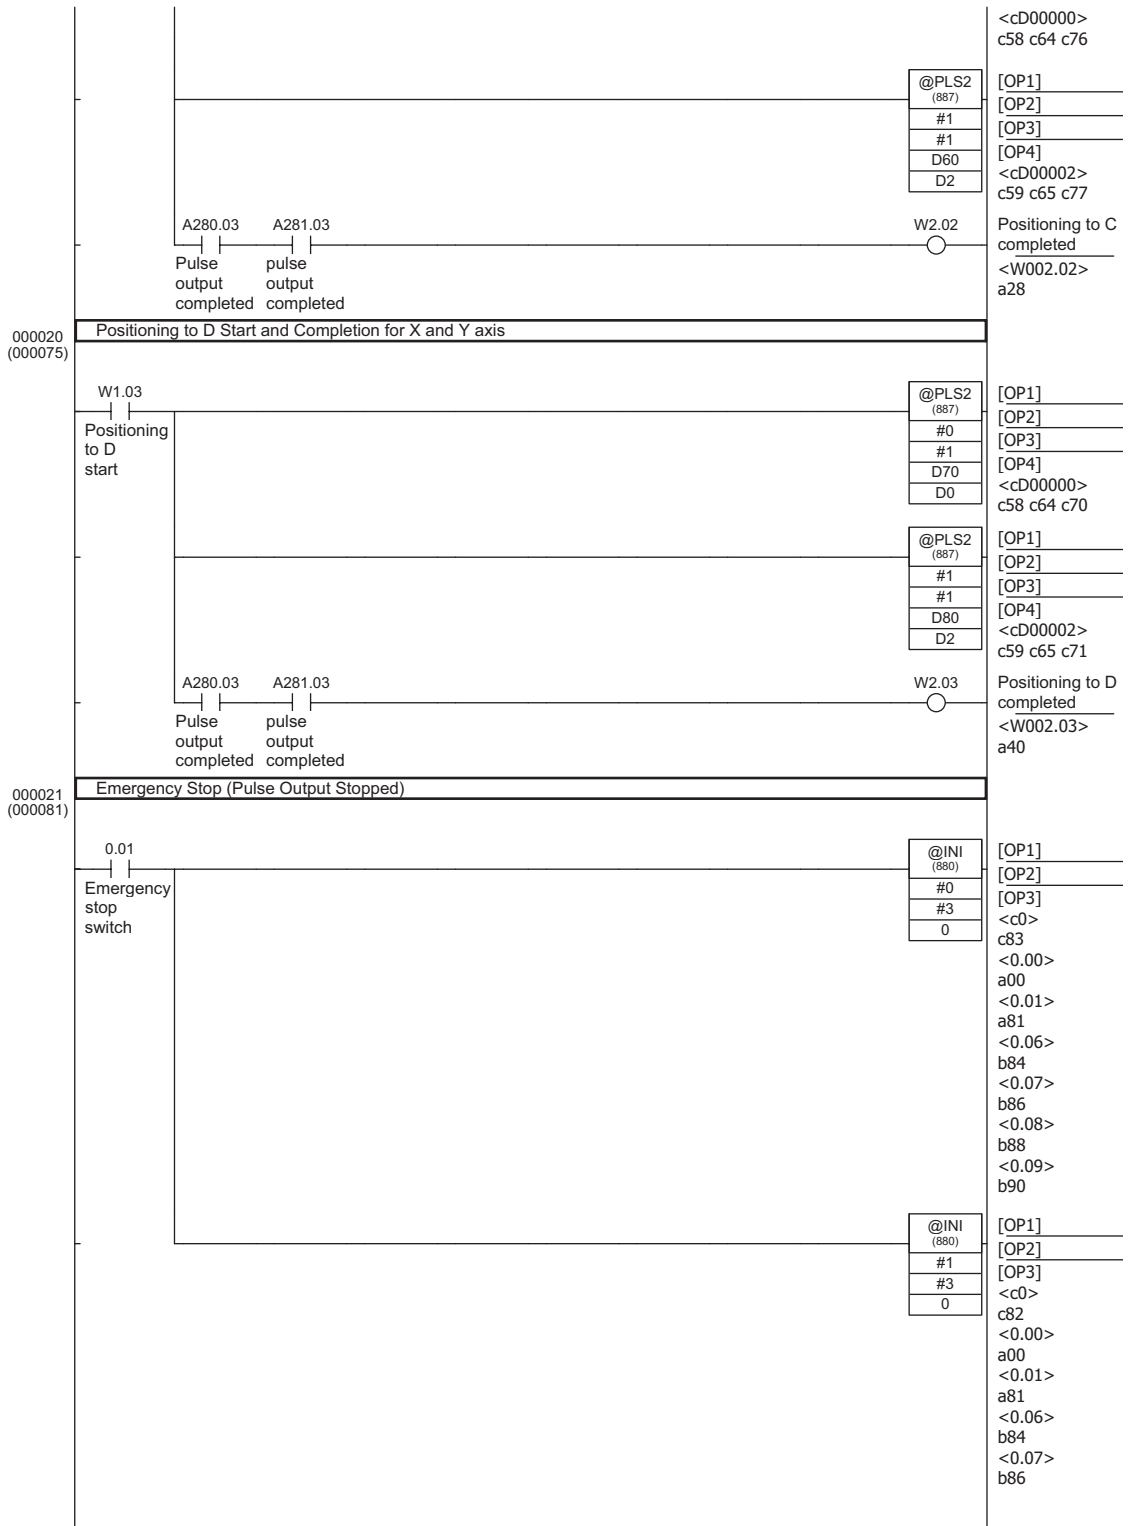 <cD00000>
c58 c64 c76
@PLS2
(887)
#1
#1
D60
D2
[OP1]
[OP2]
[OP3]
[OP4]
<cD00002>
c59 c65 c77
A280.03
Pulse
output
completed
A281.03
pulse
output
completed
W2.02
Positioning to C
completed
<W002.02>
a28
000020
(000075)
Positioning to D Start and Completion for X and Y axis
W1.03
Positioning
to D
start
@PLS2
(887)
#0
#1
D70
D0
[OP1]
[OP2]
[OP3]
[OP4]
<cD00000>
c58 c64 c70
@PLS2
(887)
#1
#1
D80
D2
[OP1]
[OP2]
[OP3]
[OP4]
<cD00002>
c59 c65 c71
A280.03
Pulse
output
completed
A281.03
pulse
output
completed
W2.03
Positioning to D
completed
<W002.03>
a40
000021
(000081)
Emergency Stop (Pulse Output Stopped)
0.01
Emergency
stop
switch
@INI
(880)
#0
#3
0
[OP1]
[OP2]
[OP3]
<c0>
c83
<0.00>
a00
<0.01>
a81
<0.06>
b84
<0.07>
b86
<0.08>
b88
<0.09>
b90
@INI
(880)
#1
#3
0
[OP1]
[OP2]
[OP3]
<c0>
c82
<0.00>
a00
<0.01>
a81
<0.06>
b84
<0.07>
b86